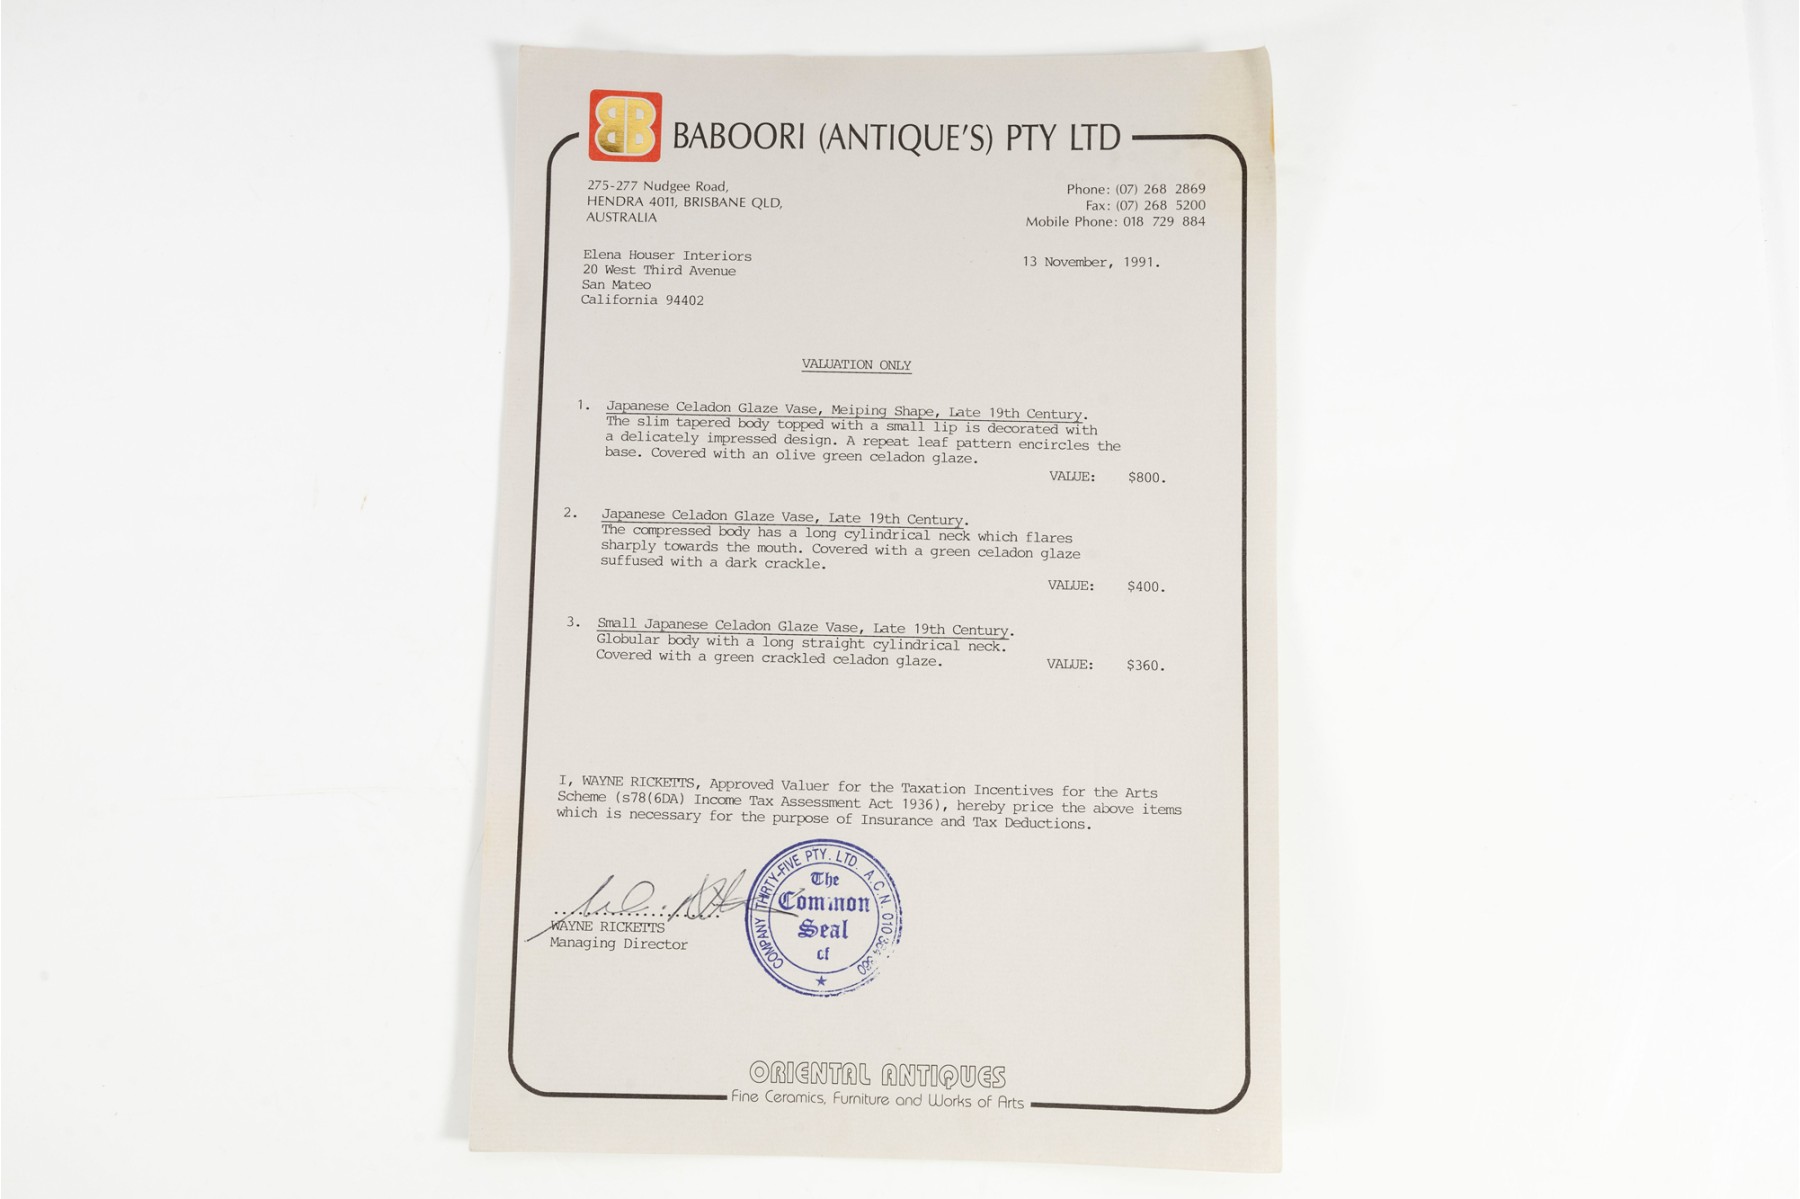 BB
BABOORI (ANTIQUE'S) PTY LTD
275-277 Nudgee Road,
HENDRA 4011, BRISBANE QLD,
AUSTRALIA
Phone: (07) 268 2869
Fax: (07) 268 5200
Mobile Phone: 018 729 884
Elena Houser Interiors
20 West Third Avenue
San Mateo
California 94402
13 November, 1991.
VALUATION ONLY
1. Japanese Celadon Glaze Vase, Meiping Shape, Late 19th Century.
The slim tapered body topped with a small lip is decorated with
a delicately impressed design. A repeat leaf pattern encircles the
base. Covered with an olive green celadon glaze.
VALUE: $800.
2. Japanese Celadon Glaze Vase, Late 19th Century.
The compressed body has a long cylindrical neck which flares
sharply towards the mouth. Covered with a green celadon glaze
suffused with a dark crackle.
VALUE: $400.
3. Small Japanese Celadon Glaze Vase, Late 19th Century.
Globular body with a long straight cylindrical neck.
Covered with a green crackled celadon glaze.
VALUE: $360.
I, WAYNE RICKETTS, Approved Valuer for the Taxation Incentives for the Arts
Scheme (s78(6DA) Income Tax Assessment Act 1936), hereby price the above items
which is necessary for the purpose of Insurance and Tax Deductions.
WAYNE RICKETTS
Managing Director
COMPANY THIRTY-FIVE PTY. LTD. A.C.N. 010
The
Common
Seal
of
ORIENTAL ANTIQUES
Fine Ceramics, Furniture and Works of Arts